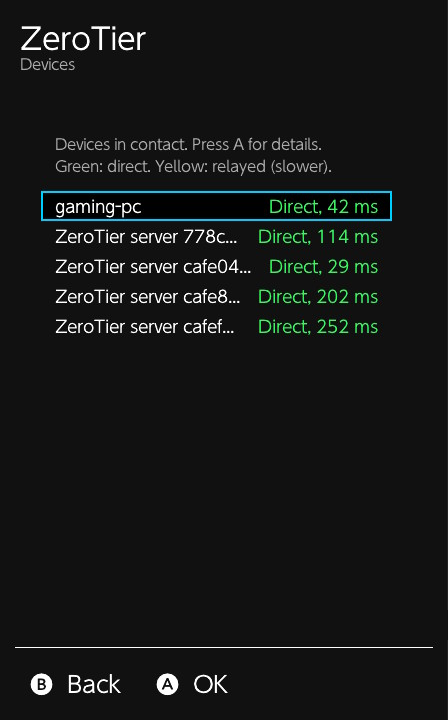 ZeroTier
Devices
Devices in contact. Press A for details.
Green: direct. Yellow: relayed (slower).
gaming-pc Direct, 42 ms
ZeroTier server 778c... Direct, 114 ms
ZeroTier server cafe04... Direct, 29 ms
ZeroTier server cafe8... Direct, 202 ms
ZeroTier server cafef... Direct, 252 ms
B Back A OK